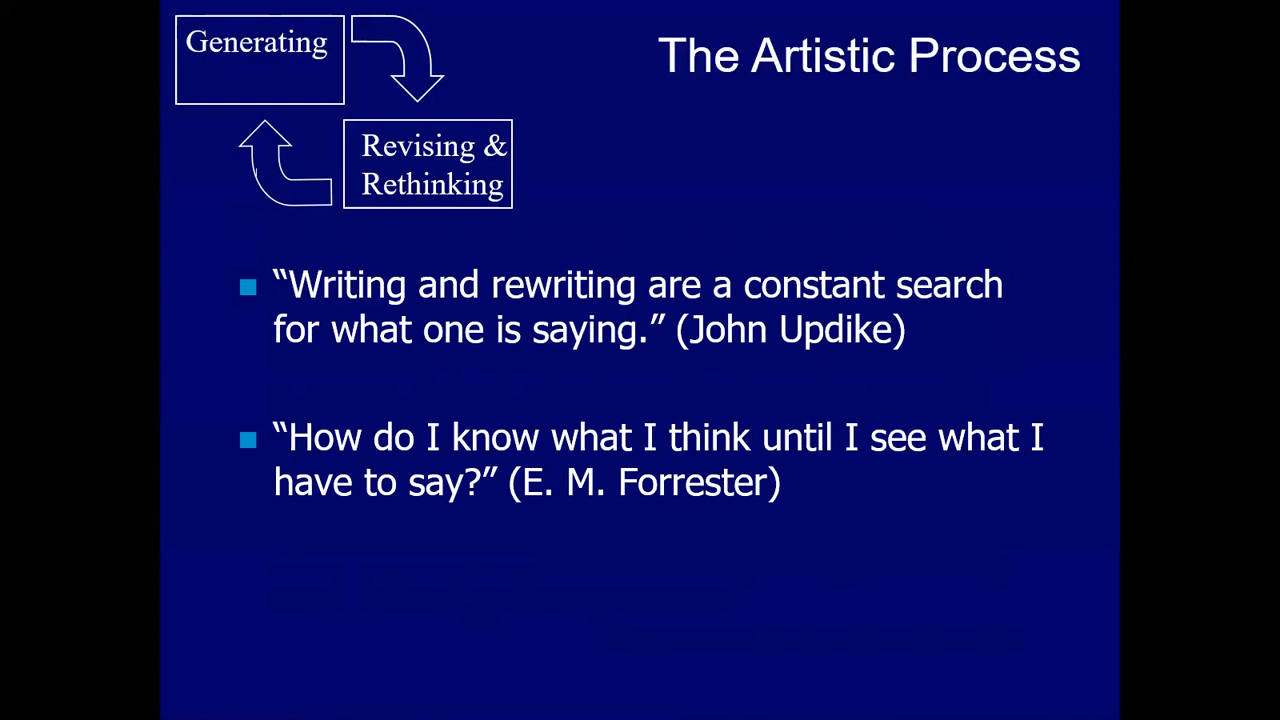 Generating
The Artistic Process
Revising &
Rethinking
“Writing and rewriting are a constant search
for what one is saying.” (John Updike)
“How do I know what I think until I see what I
have to say?” (E. M. Forrester)